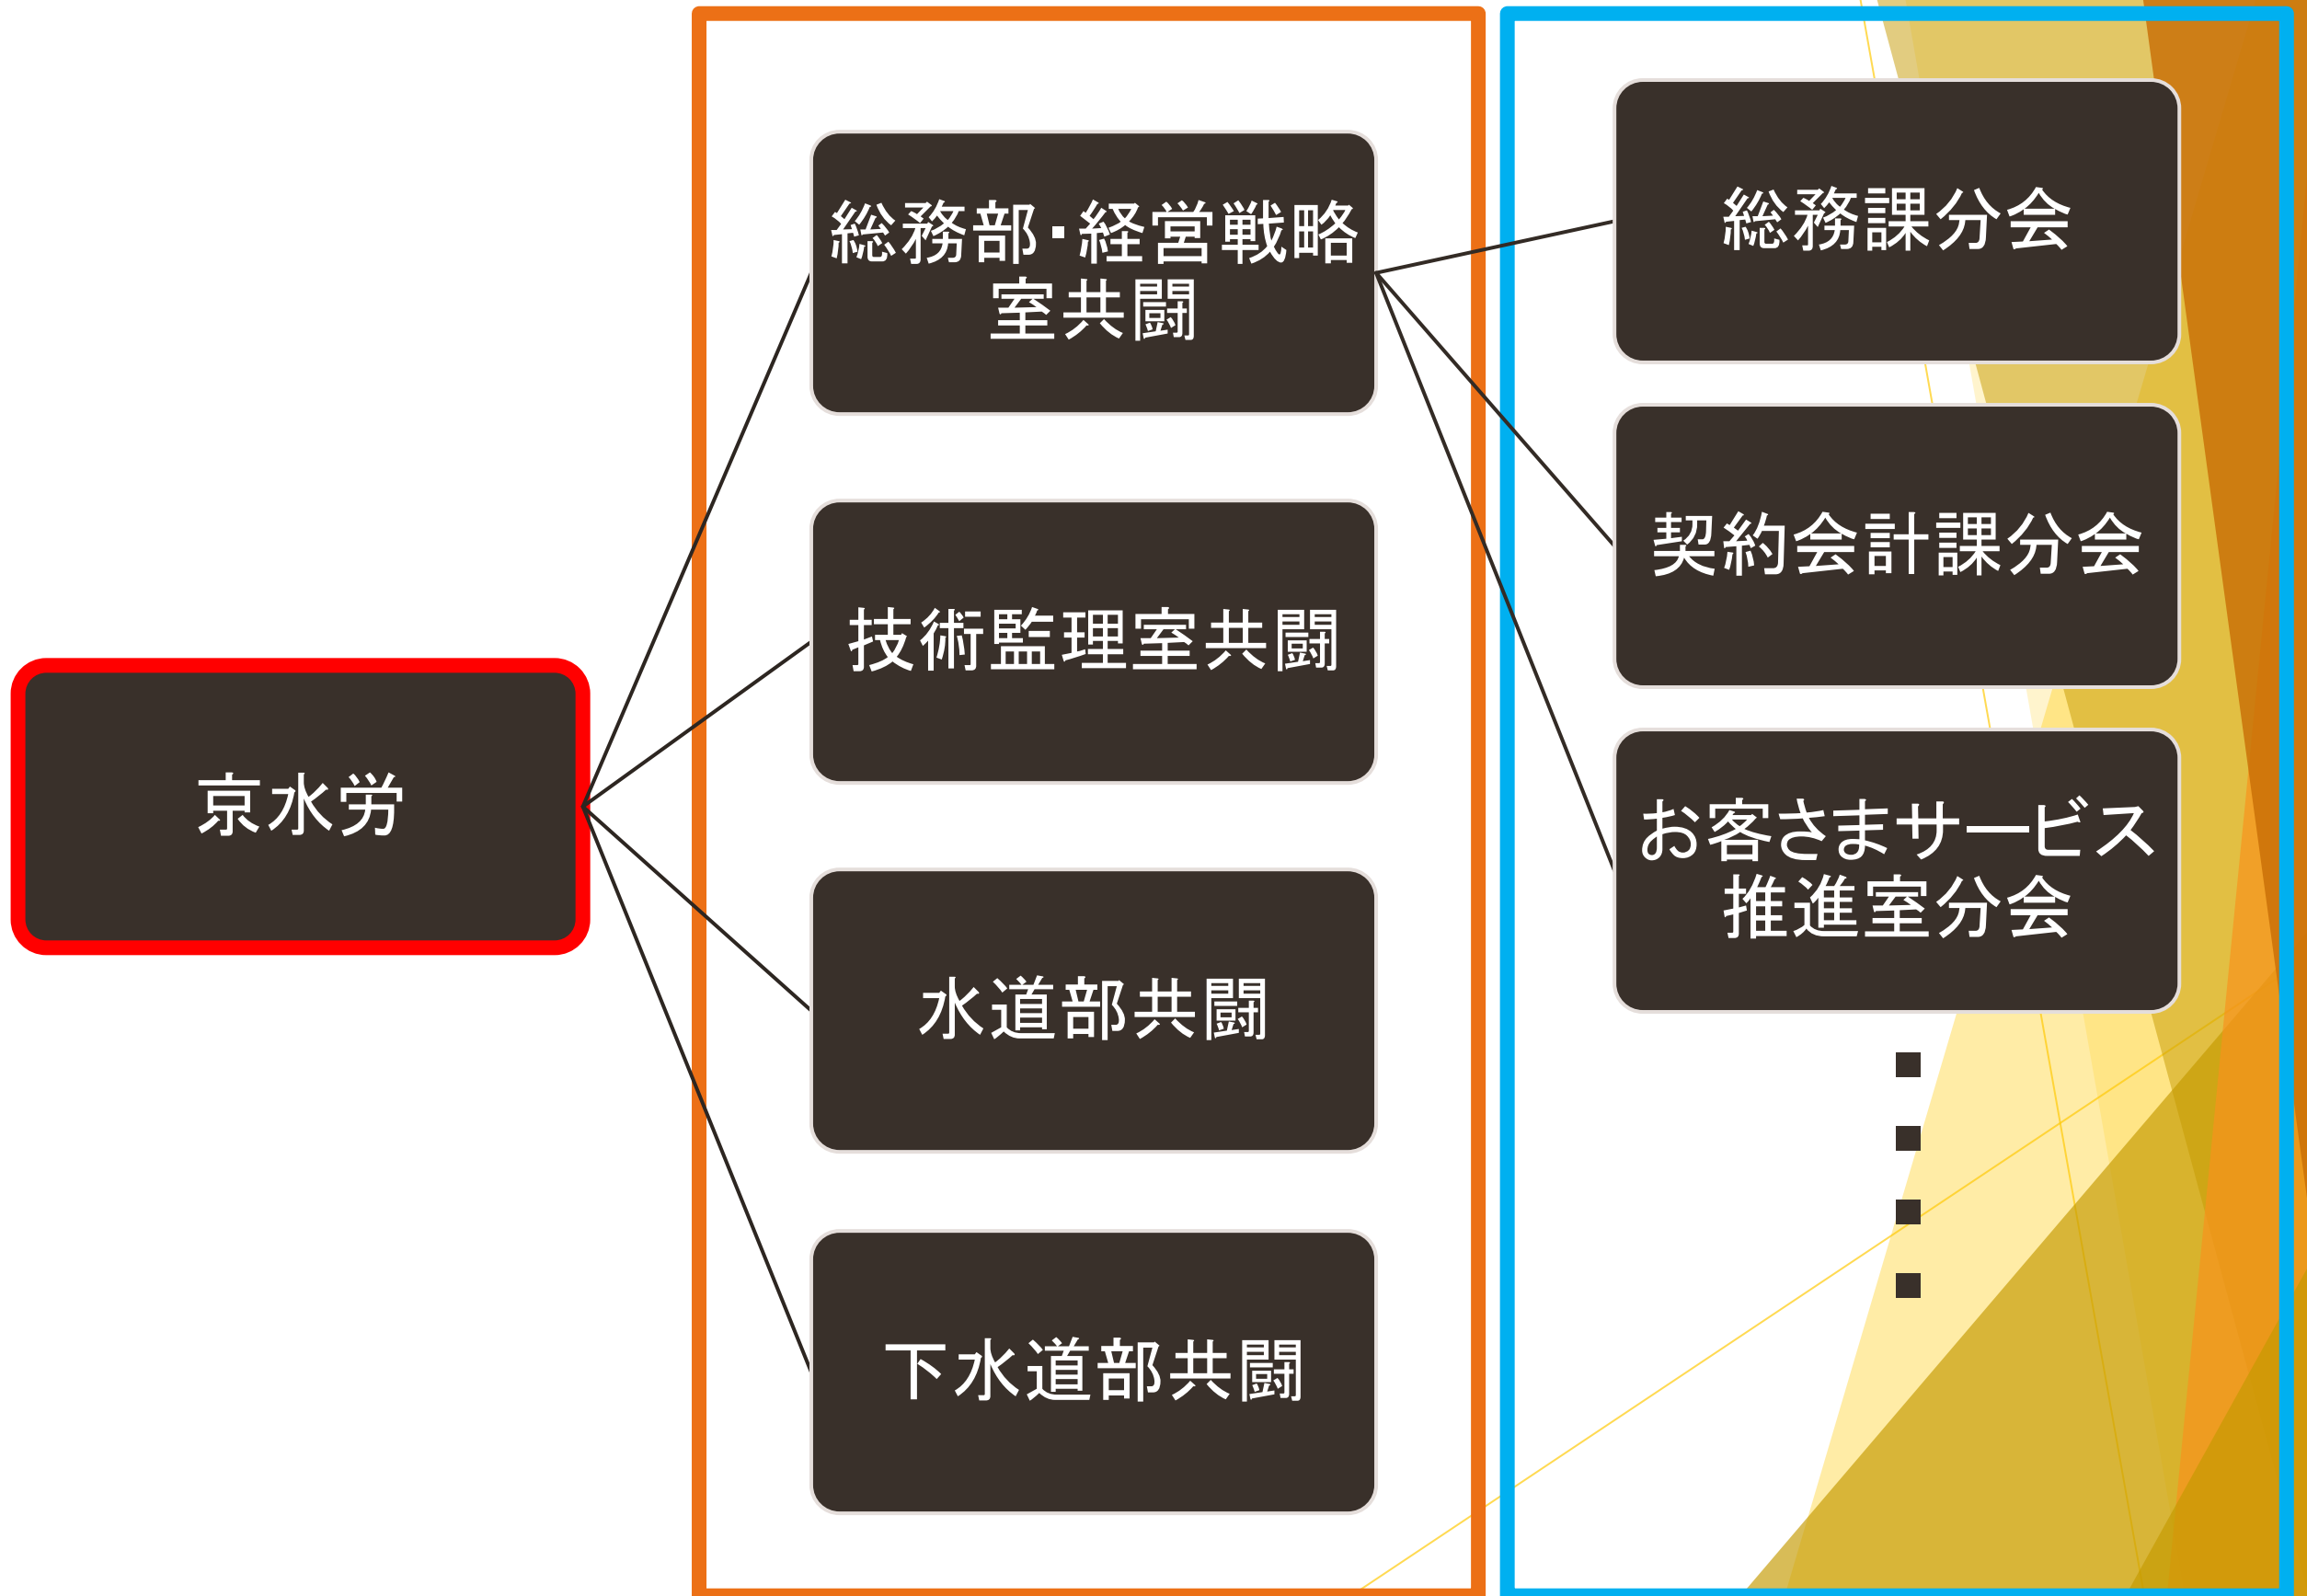 京水労
総務部・経営戦略
室共闘
技術監理室共闘
水道部共闘
下水道部共闘
総務課分会
契約会計課分会
お客さまサービス
推進室分会